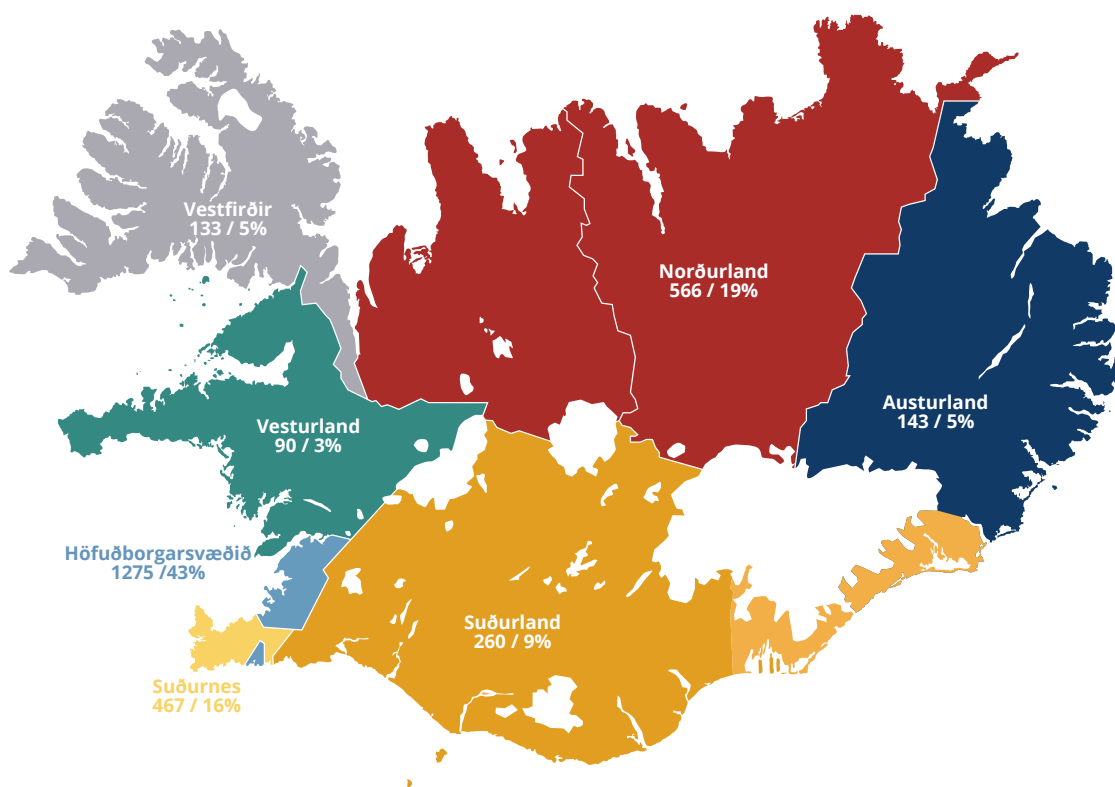 Vestfirðir
133 / 5%
Norðurland
566 / 19%
Austurland
143 / 5%
Vesturland
90 / 3%
Höfuðborgarsvæðið
1275 /43%
Suðurland
260 / 9%
Suðurnes
467 / 16%